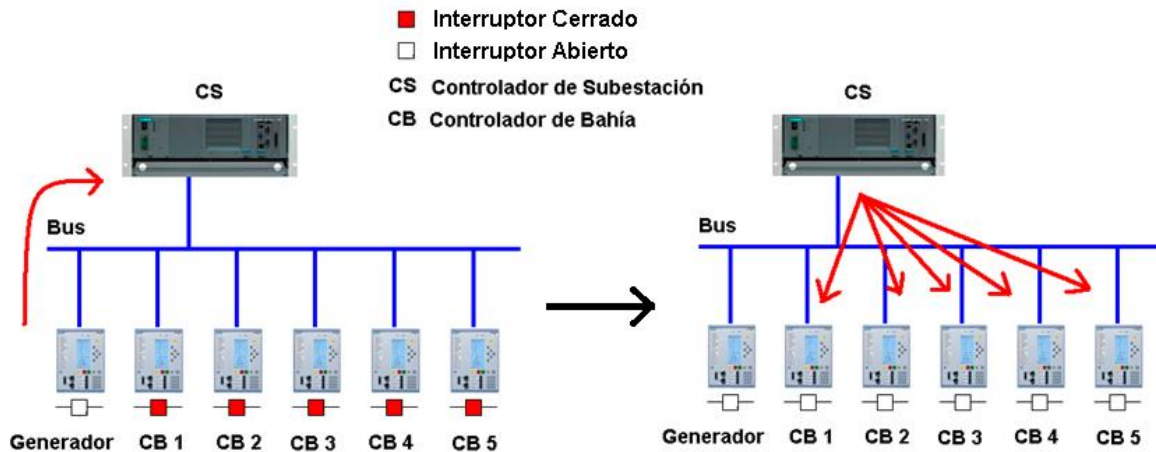 Interruptor Cerrado
Interruptor Abierto
CS Controlador de Subestación
CB Controlador de Bahía
CS
Bus
Generador CB 1 CB 2 CB 3 CB 4 CB 5
CS
Bus
Generador CB 1 CB 2 CB 3 CB 4 CB 5